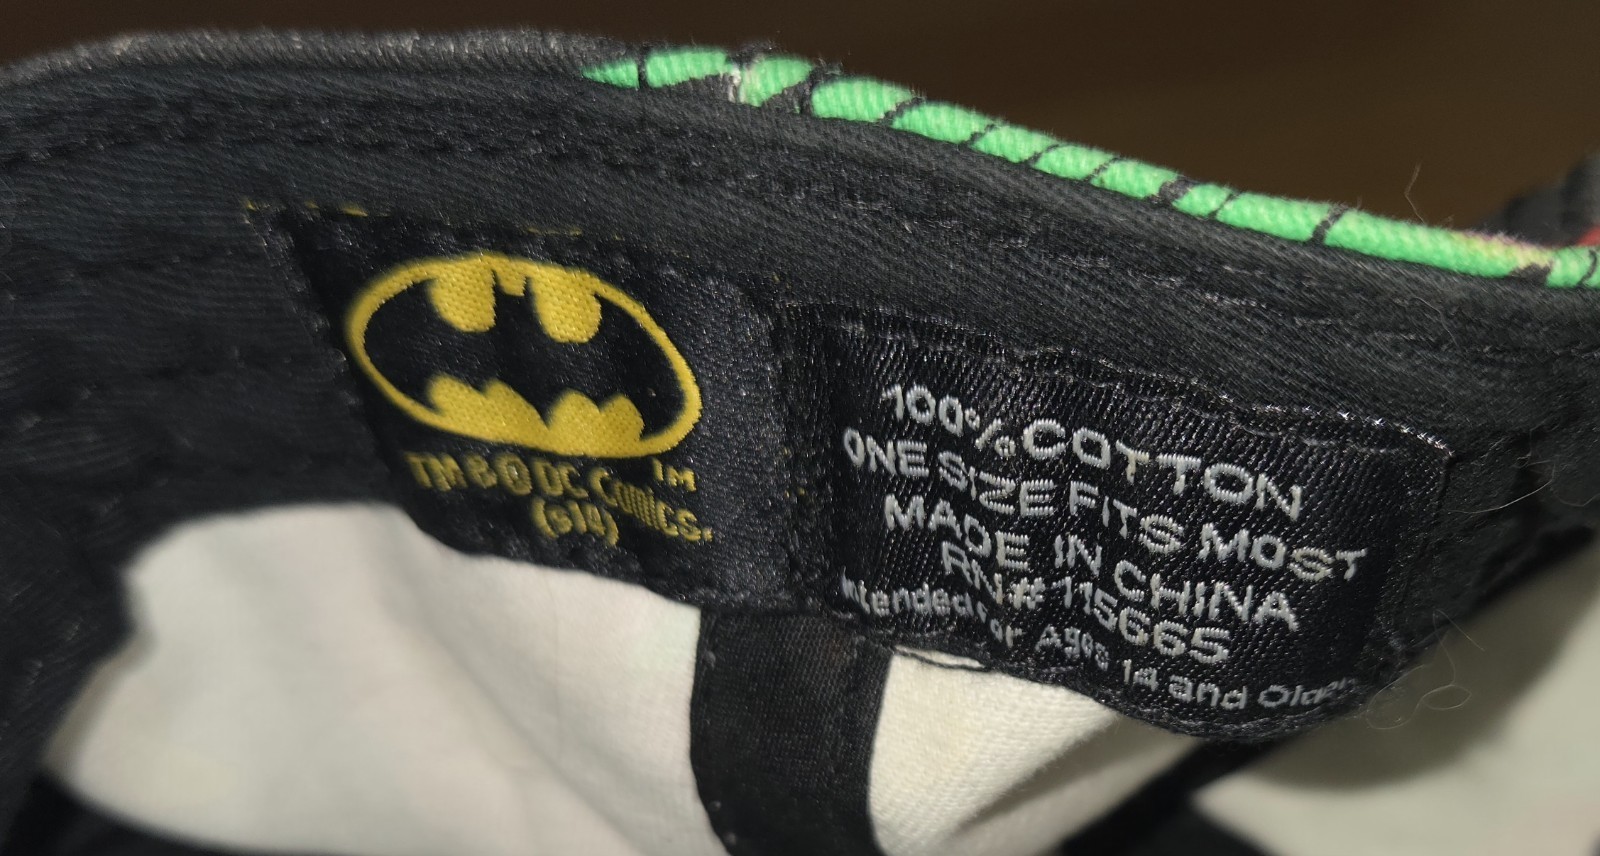 TM & © DC Comics.
(s14)
TM
100% COTTON
ONE SIZE FITS MOST
MADE IN CHINA
RN# 115665
Intended for Ages 14 and Older